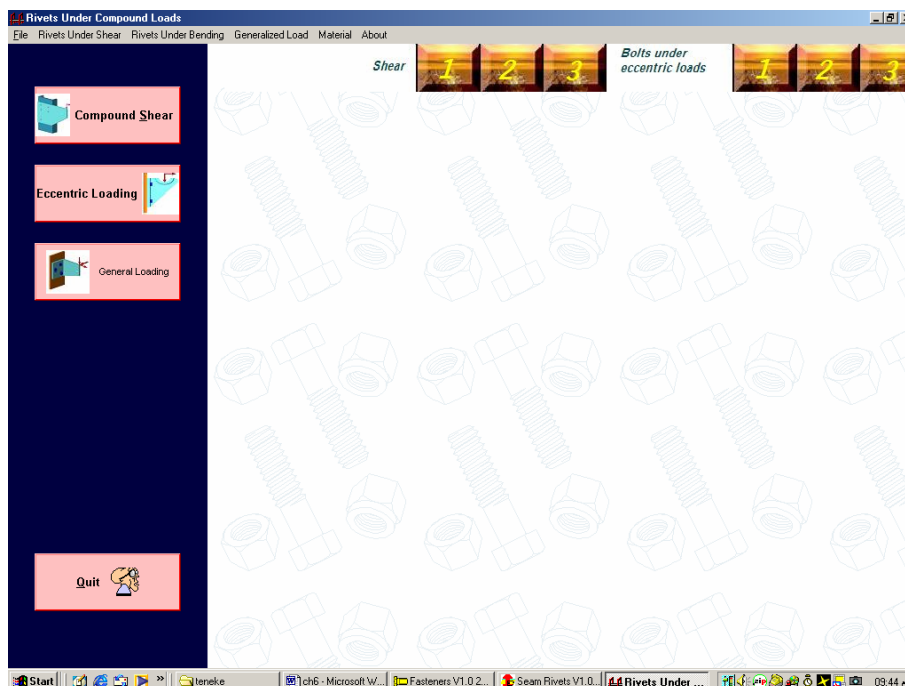 Rivets Under Compound Loads
File Rivets Under Shear Rivets Under Bending Generalized Load Material About
Shear 1 2 3 Bolts under eccentric loads 1 2 3
Compound Shear
Eccentric Loading
General Loading
Quit
Start » teneke ch6 - Microsoft W... Fasteners V1.0 2... Seam Rivets V1.0... Rivets Under ... 09:44